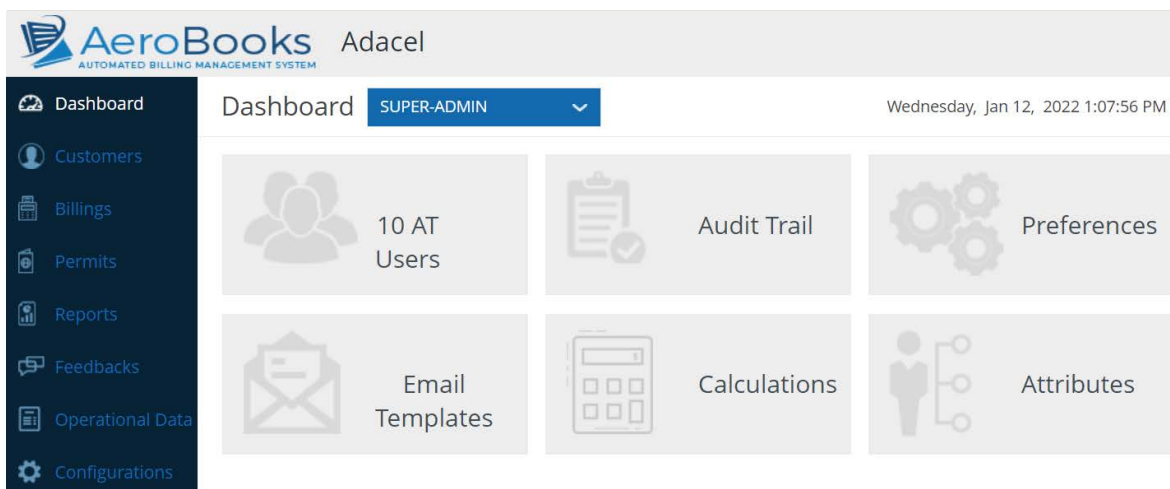 AeroBooks
AUTOMATED BILLING MANAGEMENT SYSTEM
Adacel
Dashboard
Customers
Billings
Permits
Reports
Feedbacks
Operational Data
Configurations
Dashboard
SUPER-ADMIN
Wednesday, Jan 12, 2022 1:07:56 PM
10 AT
Users
Audit Trail
Preferences
Email
Templates
Calculations
Attributes